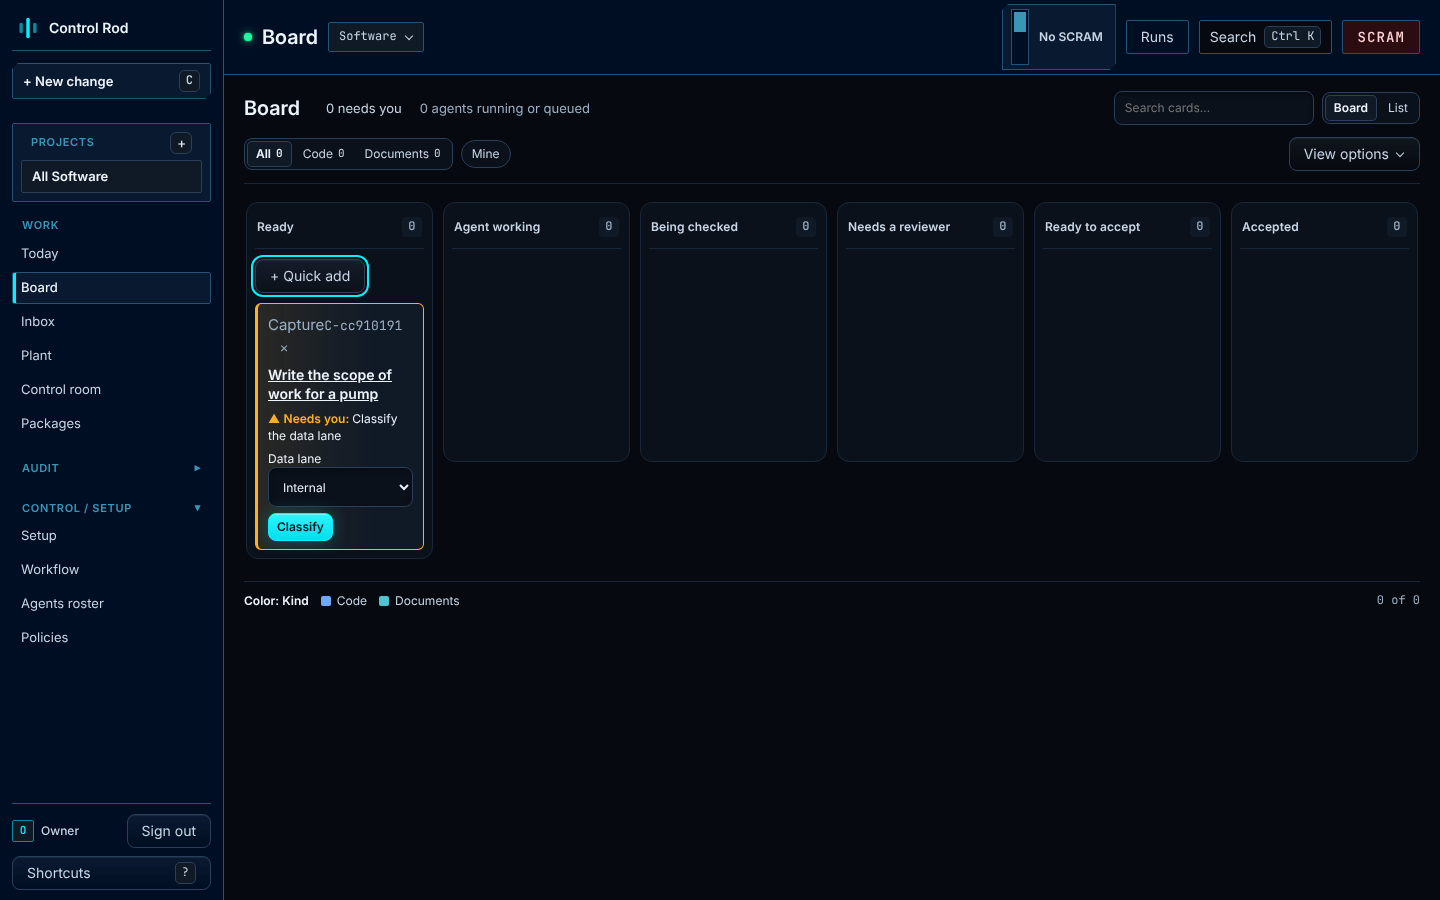 Control Rod
+ New change C
PROJECTS +
All Software
WORK
Today
Board
Inbox
Plant
Control room
Packages
AUDIT
CONTROL / SETUP
Setup
Workflow
Agents roster
Policies
O Owner Sign out
Shortcuts ?
Board Software No SCRAM Runs Search Ctrl K SCRAM
Board 0 needs you 0 agents running or queued Search cards... Board List
All 0 Code 0 Documents 0 Mine View options
Ready 0 Agent working 0 Being checked 0 Needs a reviewer 0 Ready to accept 0 Accepted 0
+ Quick add
CaptureC-cc910191
×
Write the scope of
work for a pump
▲ Needs you: Classify
the data lane
Data lane
Internal
Classify
Color: Kind Code Documents 0 of 0